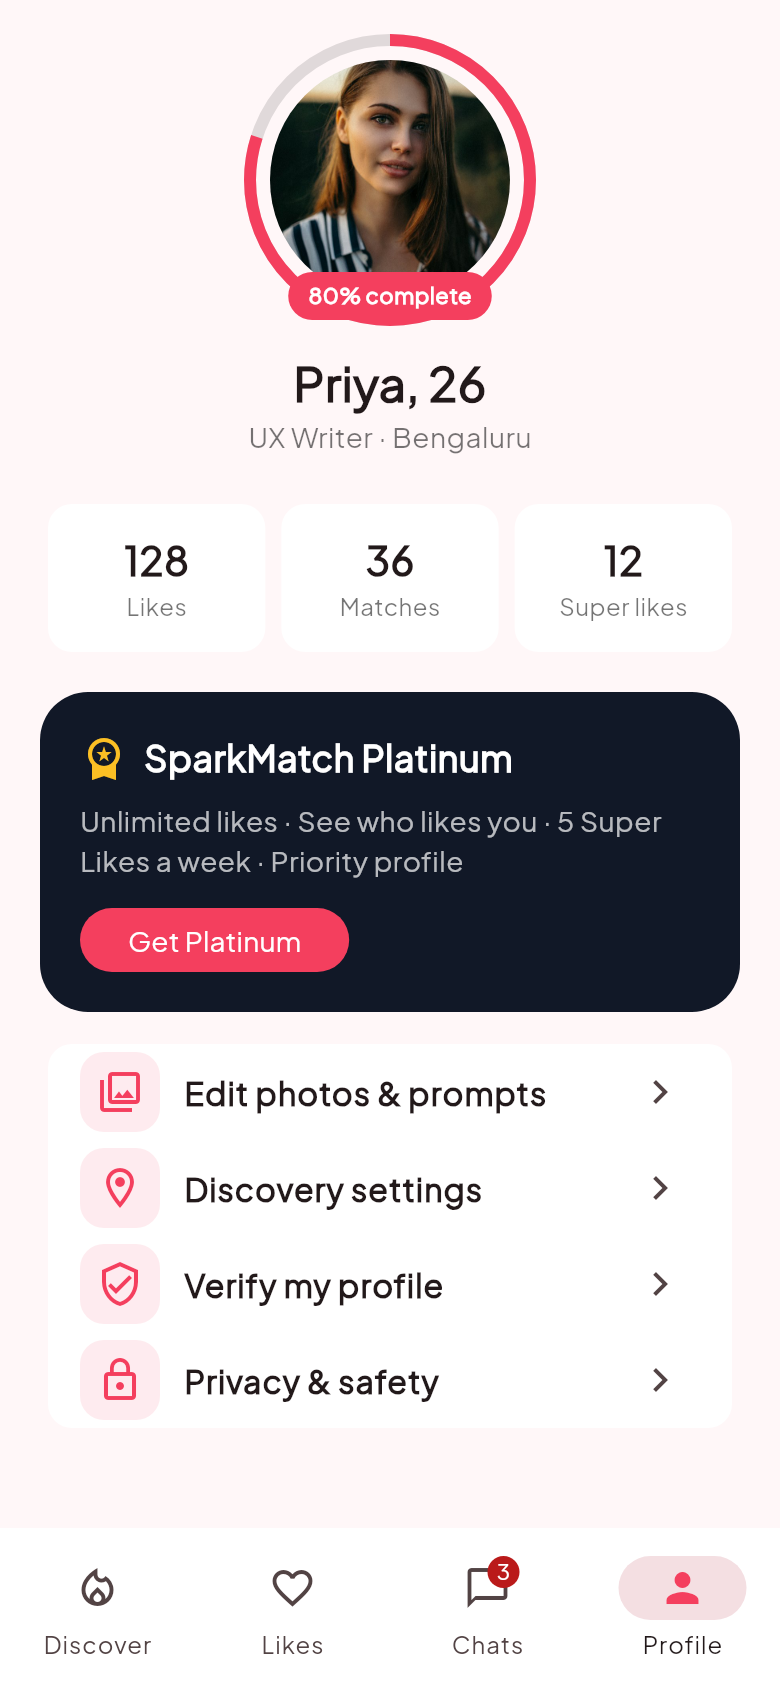 80% complete
Priya, 26
UX Writer · Bengaluru
128
Likes
36
Matches
12
Super likes
SparkMatch Platinum
Unlimited likes · See who likes you · 5 Super
Likes a week · Priority profile
Get Platinum
Edit photos & prompts
Discovery settings
Verify my profile
Privacy & safety
3
Discover
Likes
Chats
Profile